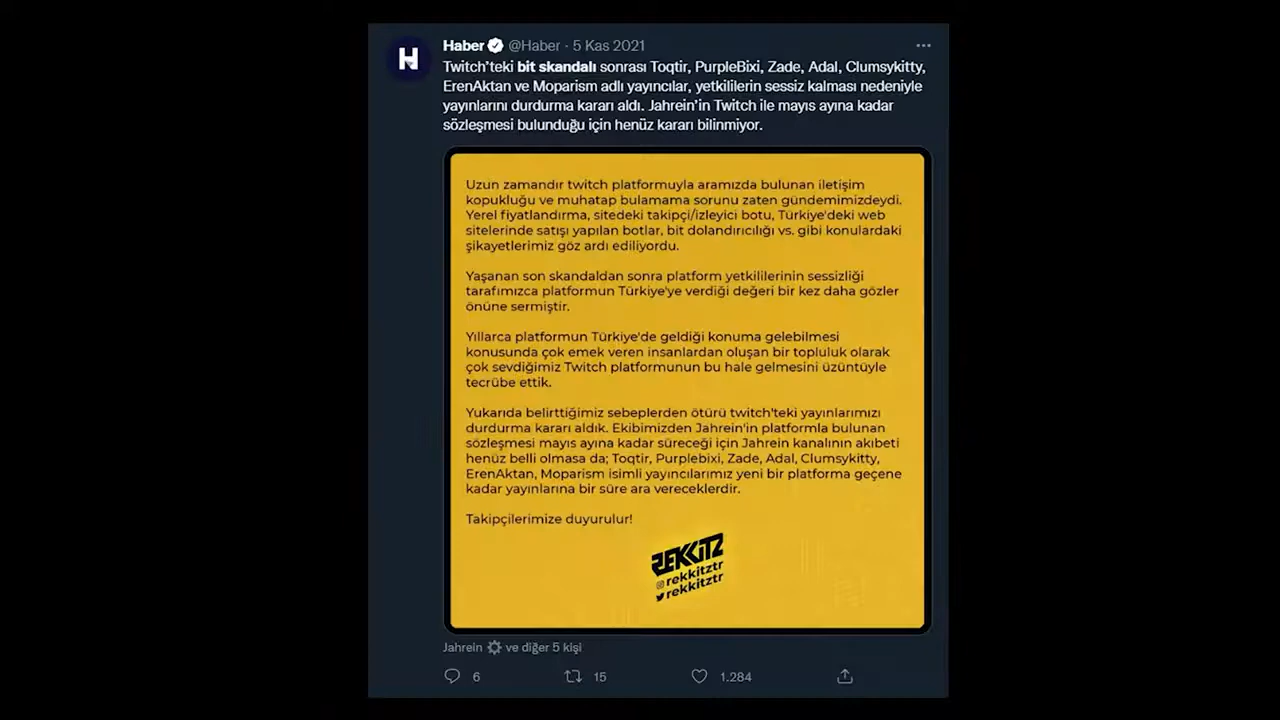 H
Haber @Haber · 5 Kas 2021
Twitch'teki bit skandalı sonrası Toqtir, PurpleBixi, Zade, Adal, Clumsykitty,
ErenAktan ve Moparism adlı yayıncılar, yetkililerin sessiz kalması nedeniyle
yayınlarını durdurma kararı aldı. Jahrein'in Twitch ile mayıs ayına kadar
sözleşmesi bulunduğu için henüz kararı bilinmiyor.
Uzun zamandır twitch platformuyla aramızda bulunan iletişim
kopukluğu ve muhatap bulamama sorunu zaten gündemimizdeydi.
Yerel fiyatlandırma, sitedeki takipçi/izleyici botu, Türkiye'deki web
sitelerinde satışı yapılan botlar, bit dolandırıcılığı vs. gibi konulardaki
şikayetlerimiz göz ardı ediliyordu.
Yaşanan son skandaldan sonra platform yetkililerinin sessizliği
tarafımızca platformun Türkiye'ye verdiği değeri bir kez daha gözler
önüne sermiştir.
Yıllarca platformun Türkiye'de geldiği konuma gelebilmesi
konusunda çok emek veren insanlardan oluşan bir topluluk olarak
çok sevdiğimiz Twitch platformunun bu hale gelmesini üzüntüyle
tecrübe ettik.
Yukarıda belirttiğimiz sebeplerden ötürü twitch'teki yayınlarımızı
durdurma kararı aldık. Ekibimizden Jahrein'in platformla bulunan
sözleşmesi mayıs ayına kadar süreceği için Jahrein kanalının akıbeti
henüz belli olmasa da; Toqtir, Purplebixi, Zade, Adal, Clumsykitty,
ErenAktan, Moparism isimli yayıncılarımız yeni bir platforma geçene
kadar yayınlarına bir süre ara vereceklerdir.
Takipçilerimize duyurulur!
REKKITZ
@rekkitztr
rekkitztr
Jahrein ve diğer 5 kişi
6 15 1.284